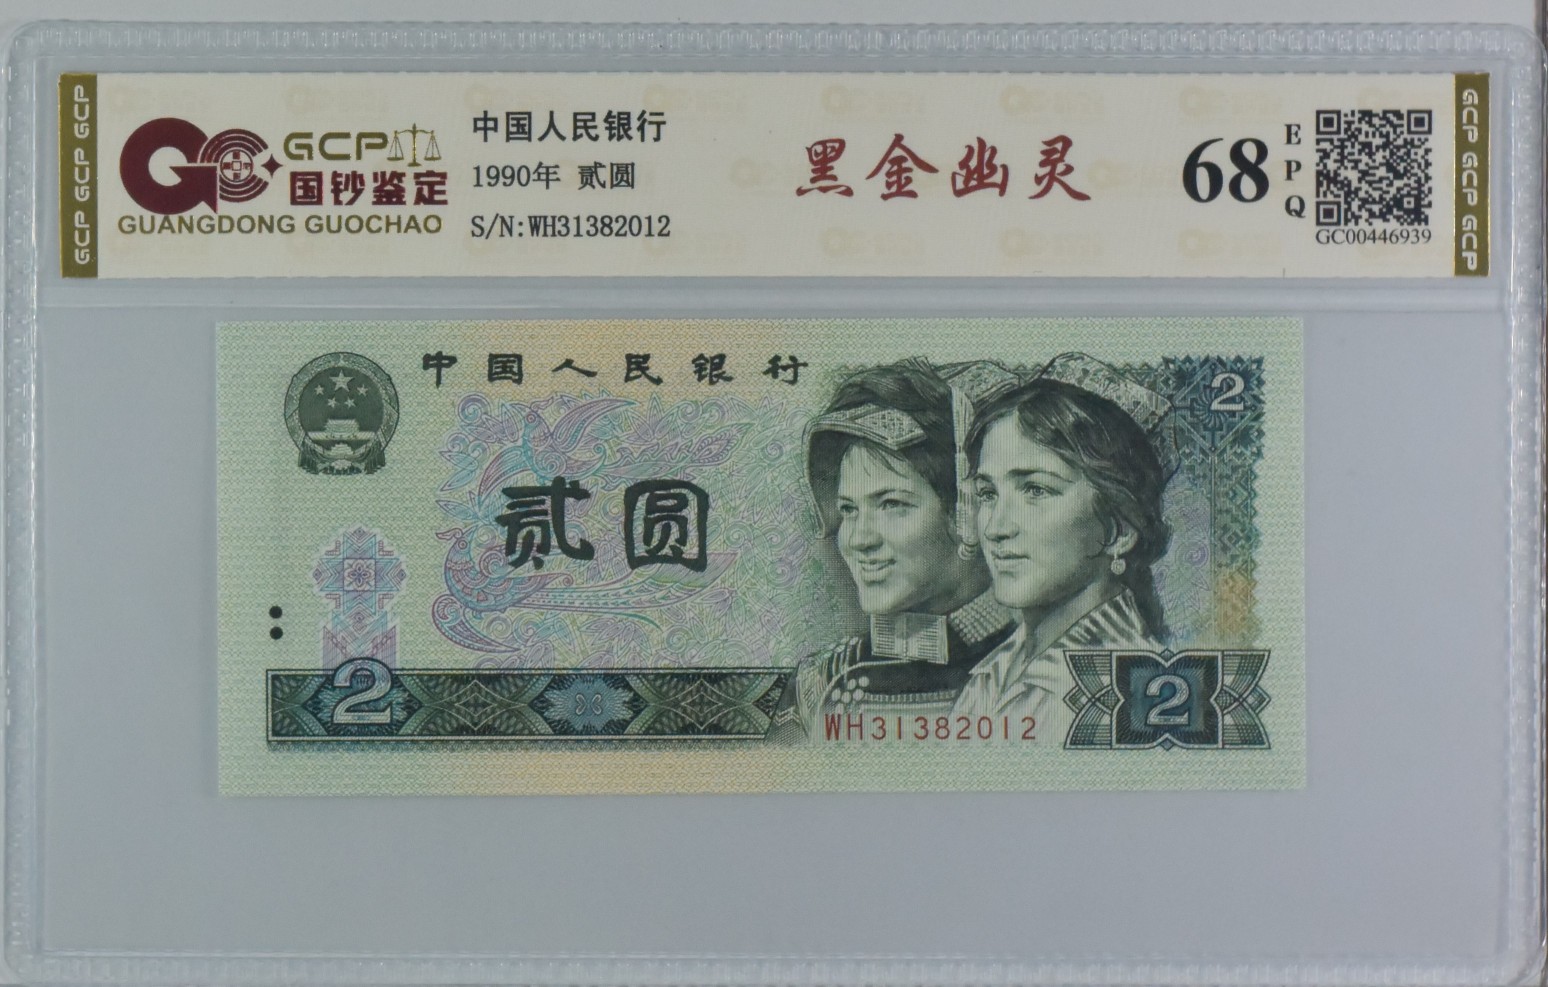 GCP GCP GCP
GCP
国钞鉴定
GUANGDONG GUOCHAO
中国人民银行
1990年 贰圆
S/N:WH31382012
黑金幽灵
68
EPQ
GC00446939
GCP GCP GCP
中国人民银行
2
贰圆
2
WH31382012
2